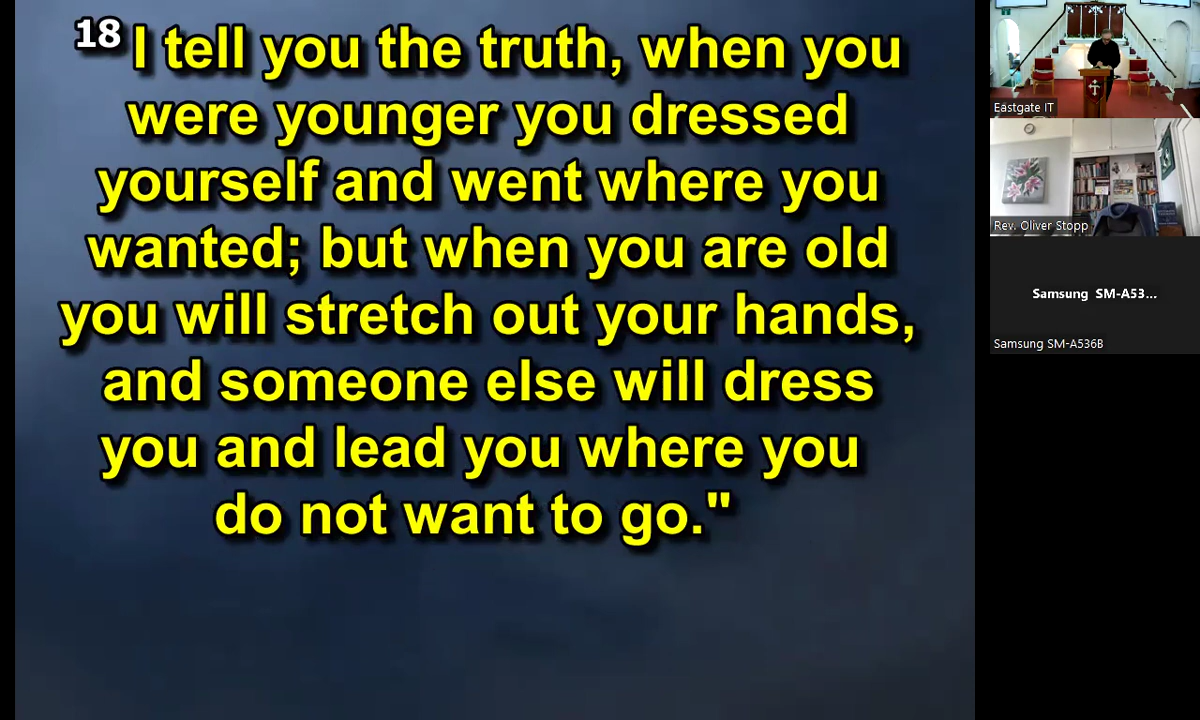 18 I tell you the truth, when you
were younger you dressed
yourself and went where you
wanted; but when you are old
you will stretch out your hands,
and someone else will dress
you and lead you where you
do not want to go."
Eastgate IT
Rev. Oliver Stopp
Samsung SM-A53...
Samsung SM-A536B